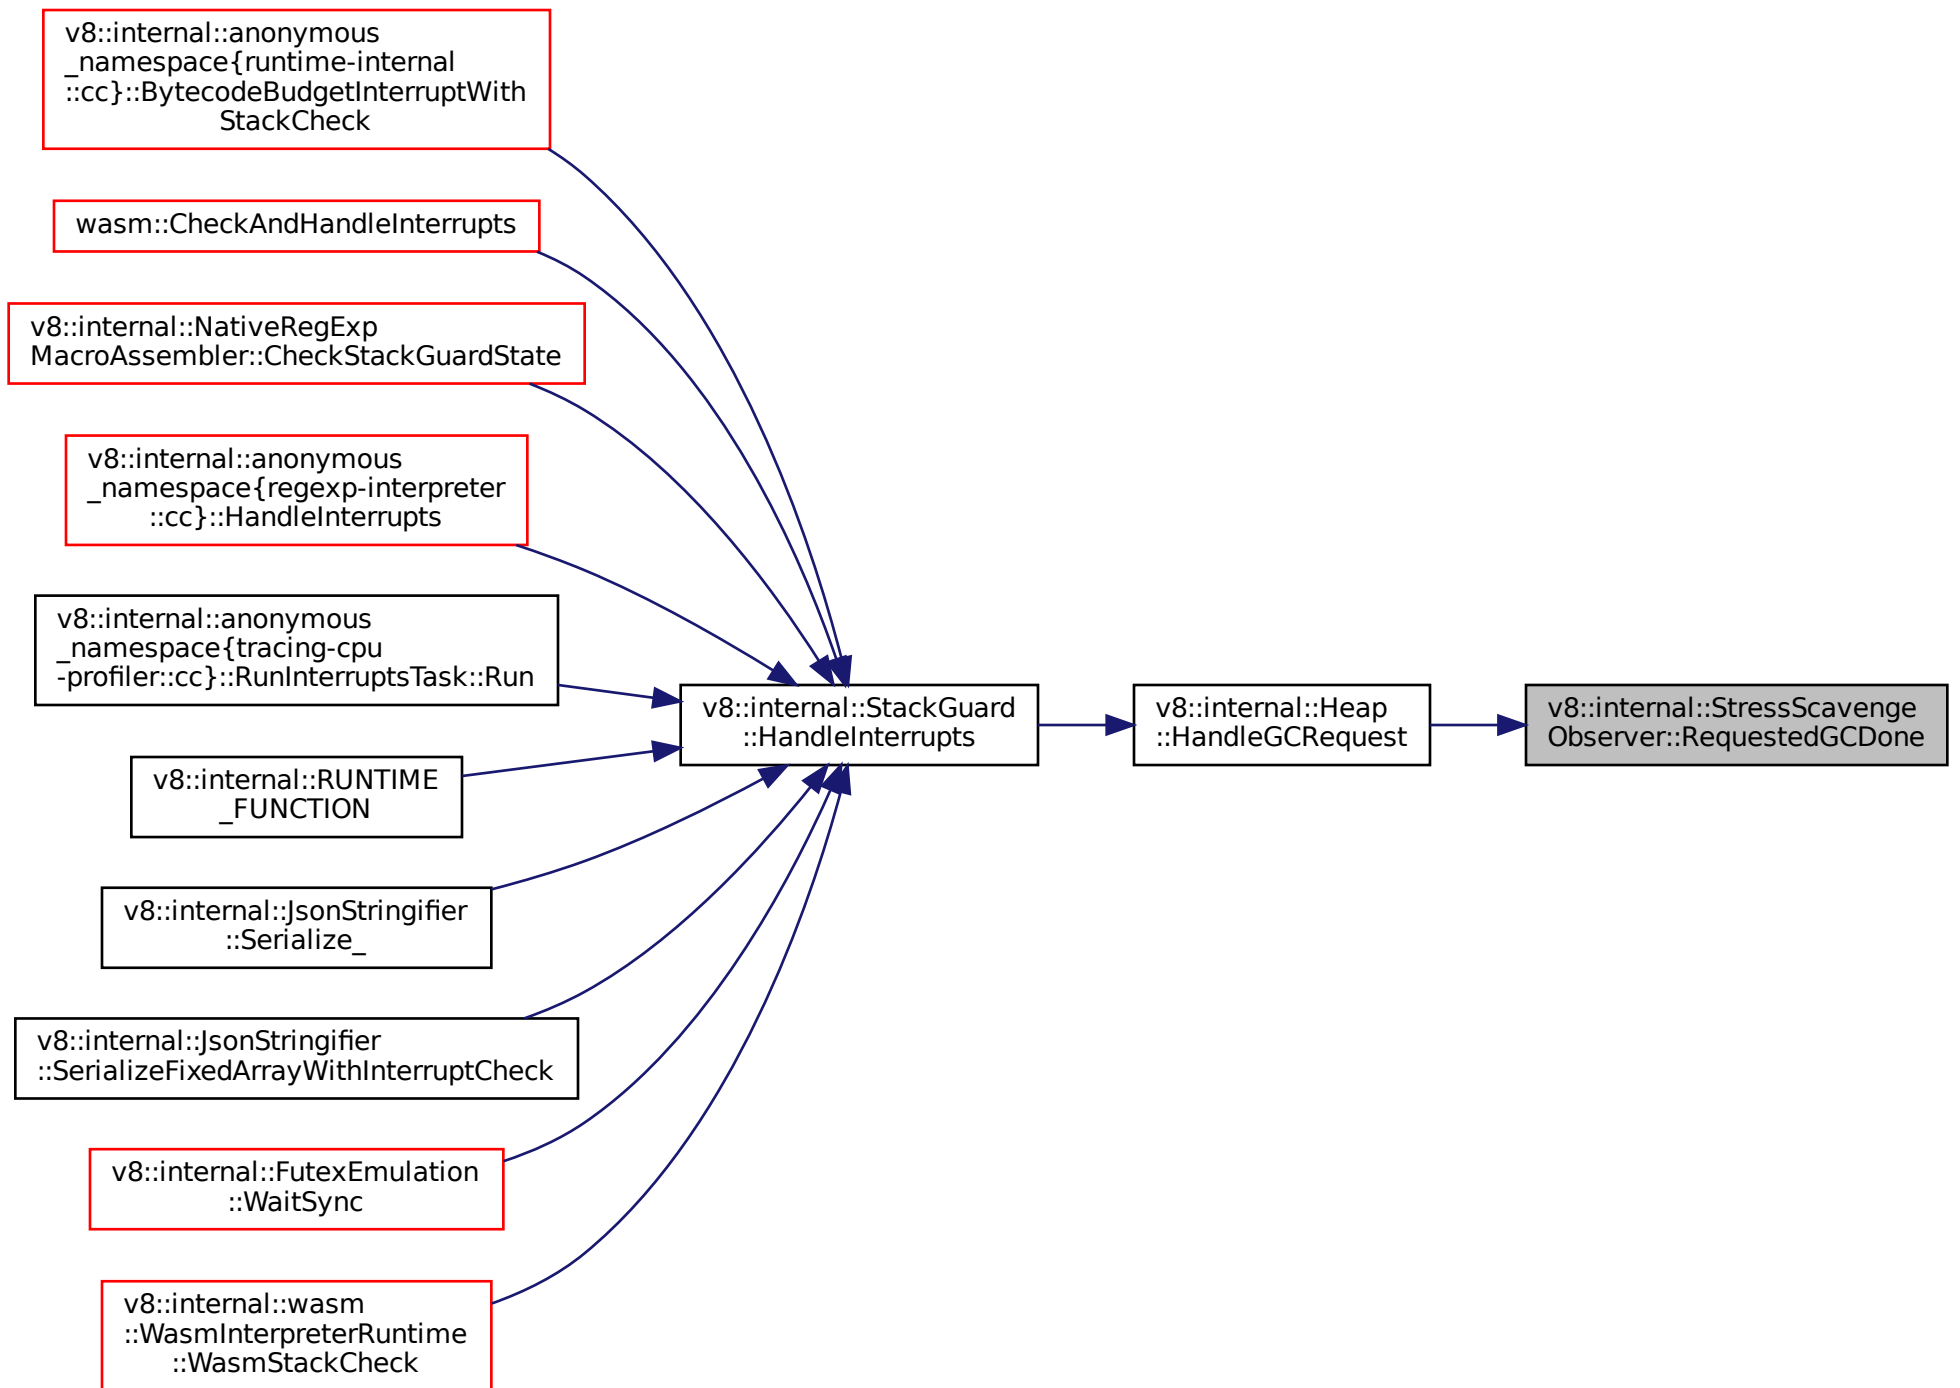 v8::internal::anonymous
_namespace{runtime-internal
::cc}::BytecodeBudgetInterruptWith
StackCheck
wasm::CheckAndHandleInterrupts
v8::internal::NativeRegExp
MacroAssembler::CheckStackGuardState
v8::internal::anonymous
_namespace{regexp-interpreter
::cc}::HandleInterrupts
v8::internal::anonymous
_namespace{tracing-cpu
-profiler::cc}::RunInterruptsTask::Run
v8::internal::RUNTIME
_FUNCTION
v8::internal::JsonStringifier
::Serialize_
v8::internal::JsonStringifier
::SerializeFixedArrayWithInterruptCheck
v8::internal::FutexEmulation
::WaitSync
v8::internal::wasm
::WasmInterpreterRuntime
::WasmStackCheck
v8::internal::StackGuard
::HandleInterrupts
v8::internal::Heap
::HandleGCRequest
v8::internal::StressScavenge
Observer::RequestedGCDone